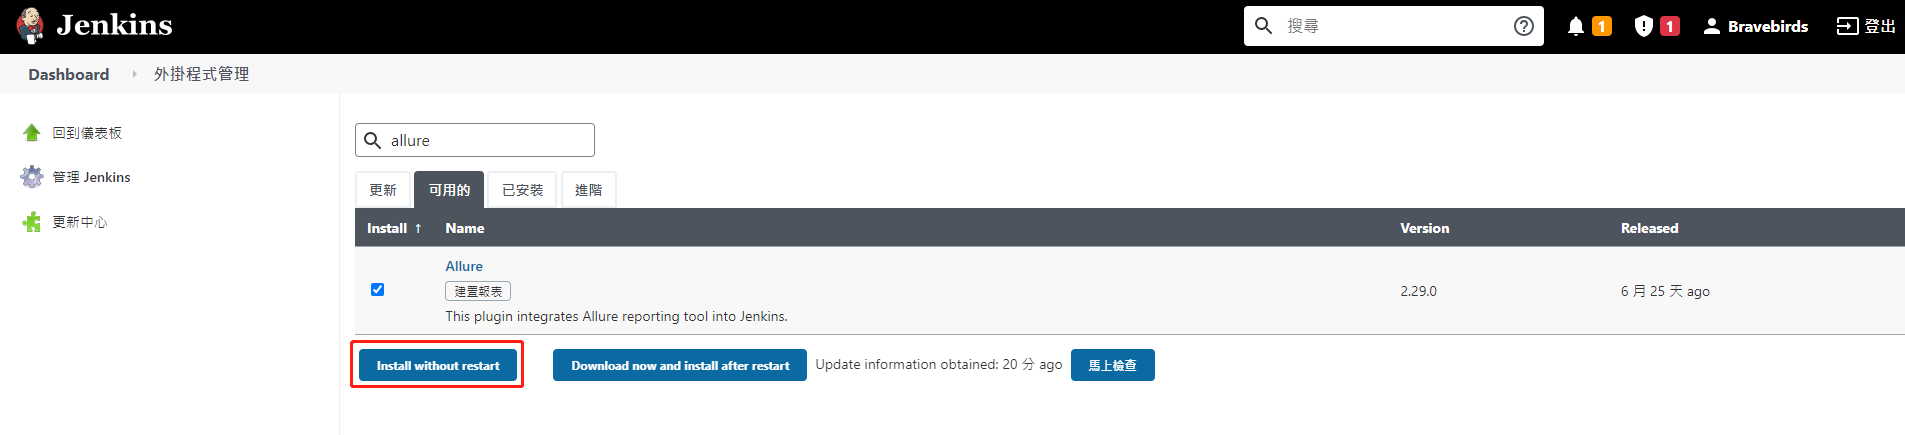 Jenkins
搜尋
1
1
Bravebirds
登出
Dashboard
外掛程式管理
回到儀表板
管理 Jenkins
更新中心
allure
更新
可用的
已安裝
進階
Install ↑
Name
Version
Released
Allure
建置報表
This plugin integrates Allure reporting tool into Jenkins.
2.29.0
6 月 25 天 ago
Install without restart
Download now and install after restart
Update information obtained: 20 分 ago
馬上檢查